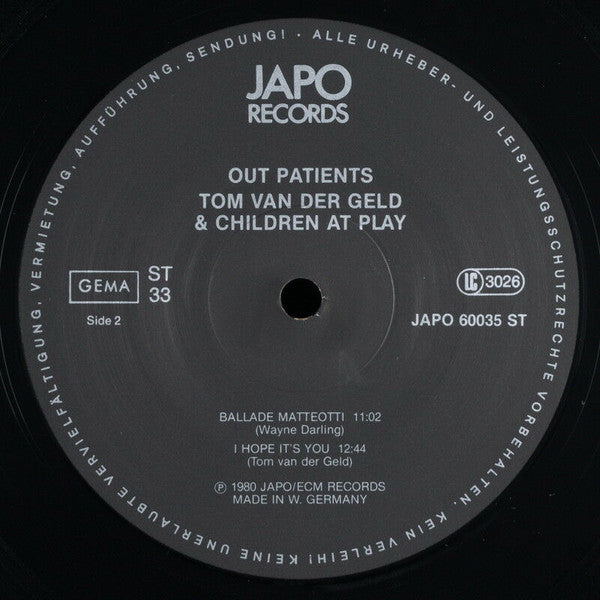 ALLE URHEBER- UND LEISTUNGSSCHUTZRECHTE VORBEHALTEN. KEIN VERLEIH! KEINE UNERLAUBTE VERVIELFÄLTIGUNG, VERMIETUNG, AUFFÜHRUNG, SENDUNG! ·
JAPO
RECORDS
OUT PATIENTS
TOM VAN DER GELD
& CHILDREN AT PLAY
GEMA
ST
33
LC 3026
Side 2
JAPO 60035 ST
BALLADE MATTEOTTI 11:02
(Wayne Darling)
I HOPE IT'S YOU 12:44
(Tom van der Geld)
℗ 1980 JAPO/ECM RECORDS
MADE IN W. GERMANY